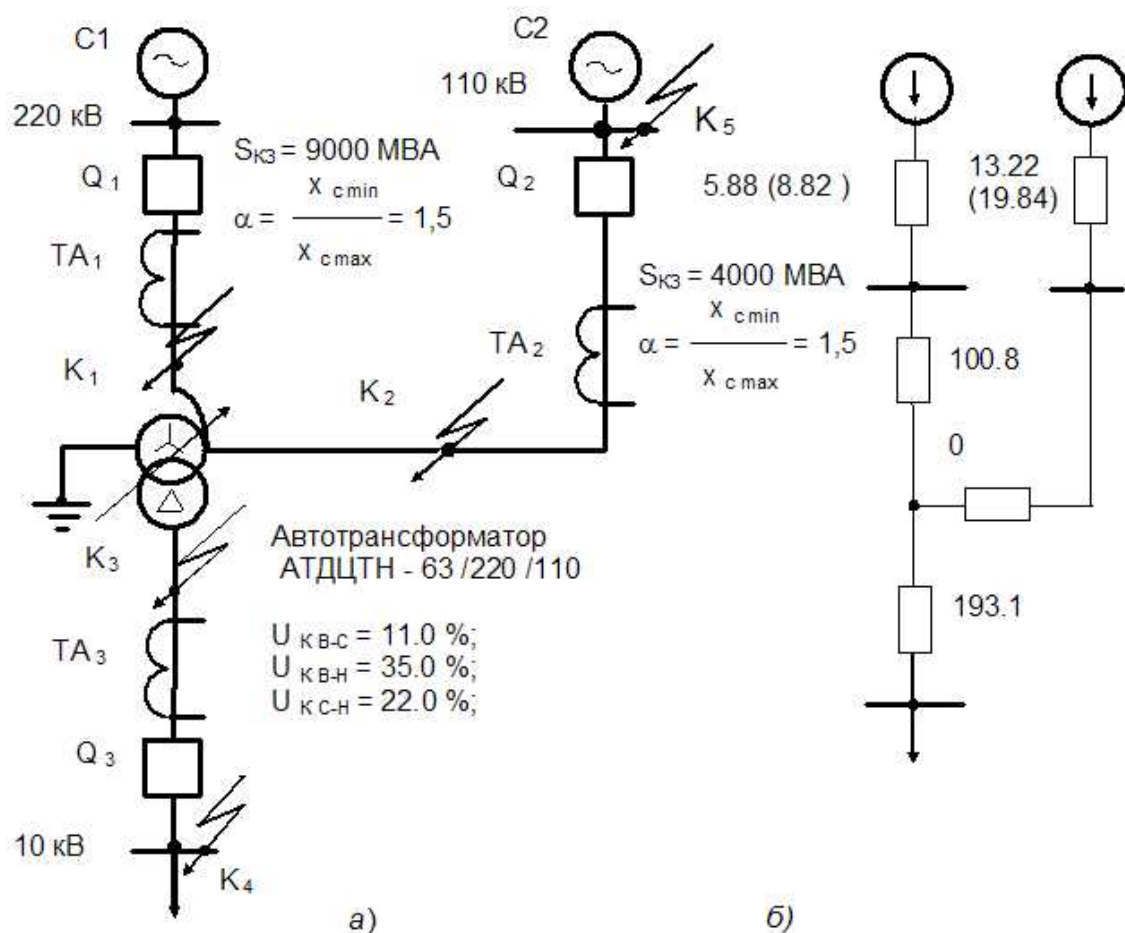 C1
220 кВ
Q1
SКЗ = 9000 МВА
α = x c min / x c max = 1,5
TA1
K1
C2
110 кВ
K5
Q2
SКЗ = 4000 МВА
α = x c min / x c max = 1,5
TA2
K2
K3
Автотрансформатор
АТДЦТН - 63 /220 /110
U К В-С = 11.0 %;
U К В-Н = 35.0 %;
U К С-Н = 22.0 %;
TA3
Q3
10 кВ
K4
а)
5.88 (8.82 )
13.22
(19.84)
100.8
0
193.1
б)